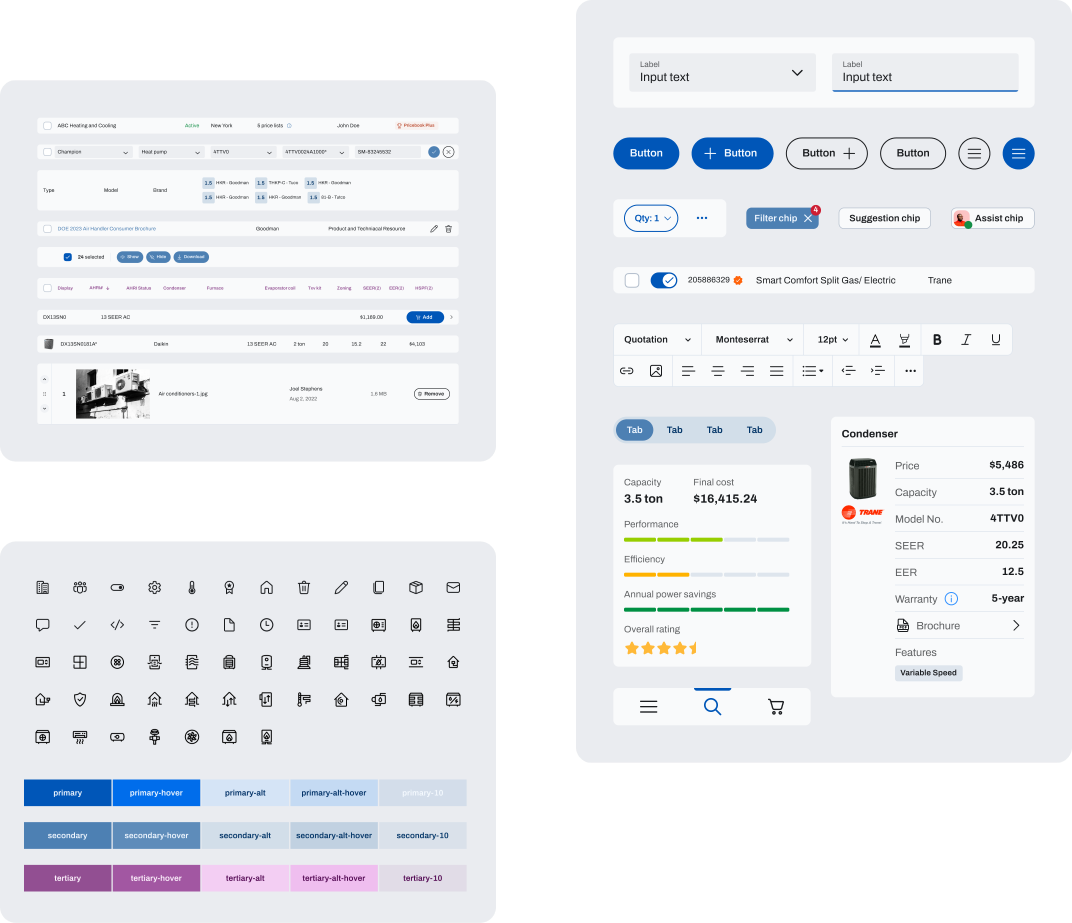 ABC Heating and Cooling Active New York 5 price lists John Doe Pricebook Plus
Champion Heat pump 4TTV0 4TTV0024A1000* SM-83245532
Type Model Brand
1.5 HKR - Goodman 1.5 THKP-C - Tuco 1.5 HKR - Goodman
1.5 HKR - Goodman 1.5 HKR - Goodman 1.5 81-B - Tulco
DOE 2023 Air Handler Consumer Brochure Goodman Product and Techniacal Resource
24 selected Show Hide Download
Display AHRI# AHRI Status Condenser Furnace Evaporator coil Txv kit Zoning SEER(2) EER(2) HSPF(2)
DX13SN0 13 SEER AC $1,169.00 Add
DX13SN0181A* Daikin 13 SEER AC 2 ton 20 15.2 22 $4,103
1 Air conditioners-1.jpg Joel Stephens 1.6 MB Remove
Aug 2, 2022
primary primary-hover primary-alt primary-alt-hover primary-10
secondary secondary-hover secondary-alt secondary-alt-hover secondary-10
tertiary tertiary-hover tertiary-alt tertiary-alt-hover tertiary-10
Label Label
Input text Input text
Button Button Button Button
Qty: 1 Filter chip 4 Suggestion chip Assist chip
205886329 Smart Comfort Split Gas/ Electric Trane
Quotation Monteserrat 12pt A B I U
Tab Tab Tab Tab
Capacity Final cost
3.5 ton $16,415.24
Performance
Efficiency
Annual power savings
Overall rating
Condenser
TRANE
It's Hard To Stop A Trane
Price $5,486
Capacity 3.5 ton
Model No. 4TTV0
SEER 20.25
EER 12.5
Warranty 5-year
Brochure
Features
Variable Speed